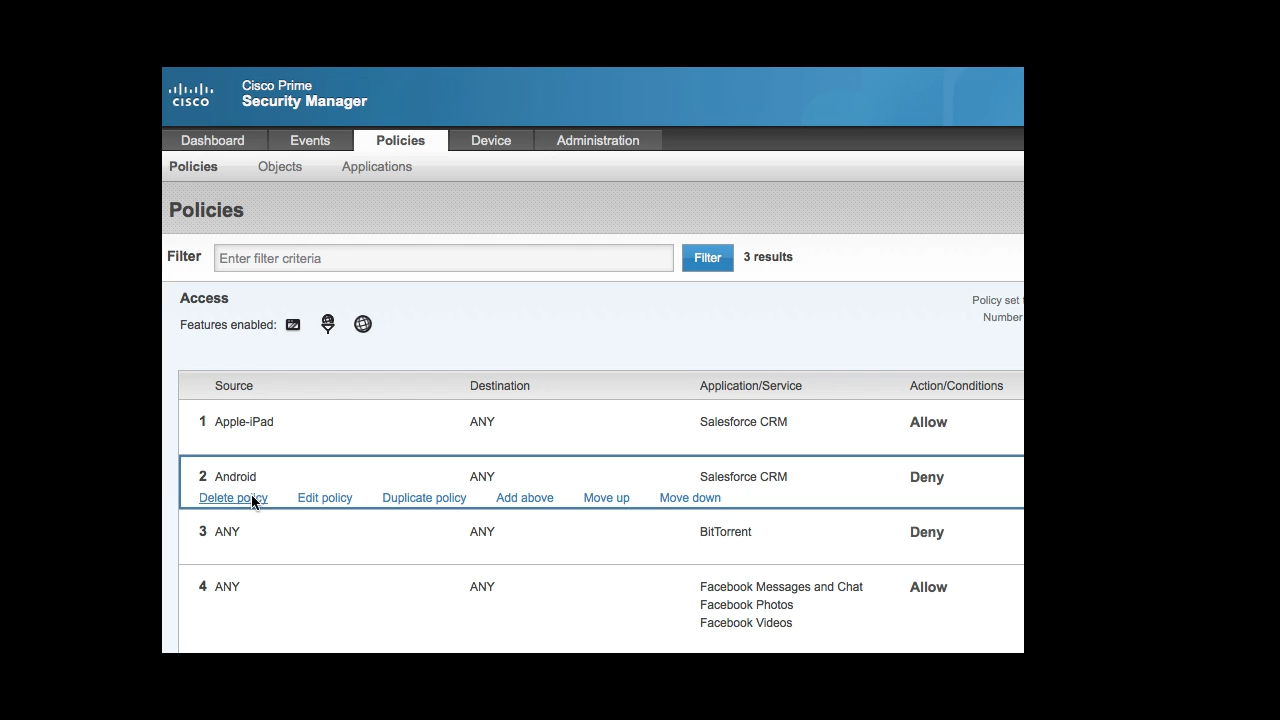 CISCO
Cisco Prime
Security Manager
Dashboard Events Policies Device Administration
Policies Objects Applications
Policies
Filter Enter filter criteria Filter 3 results
Access
Policy set
Features enabled:
Number
Source Destination Application/Service Action/Conditions
1 Apple-iPad ANY Salesforce CRM Allow
2 Android ANY Salesforce CRM Deny
Delete policy Edit policy Duplicate policy Add above Move up Move down
3 ANY ANY BitTorrent Deny
4 ANY ANY Facebook Messages and Chat Allow
Facebook Photos
Facebook Videos